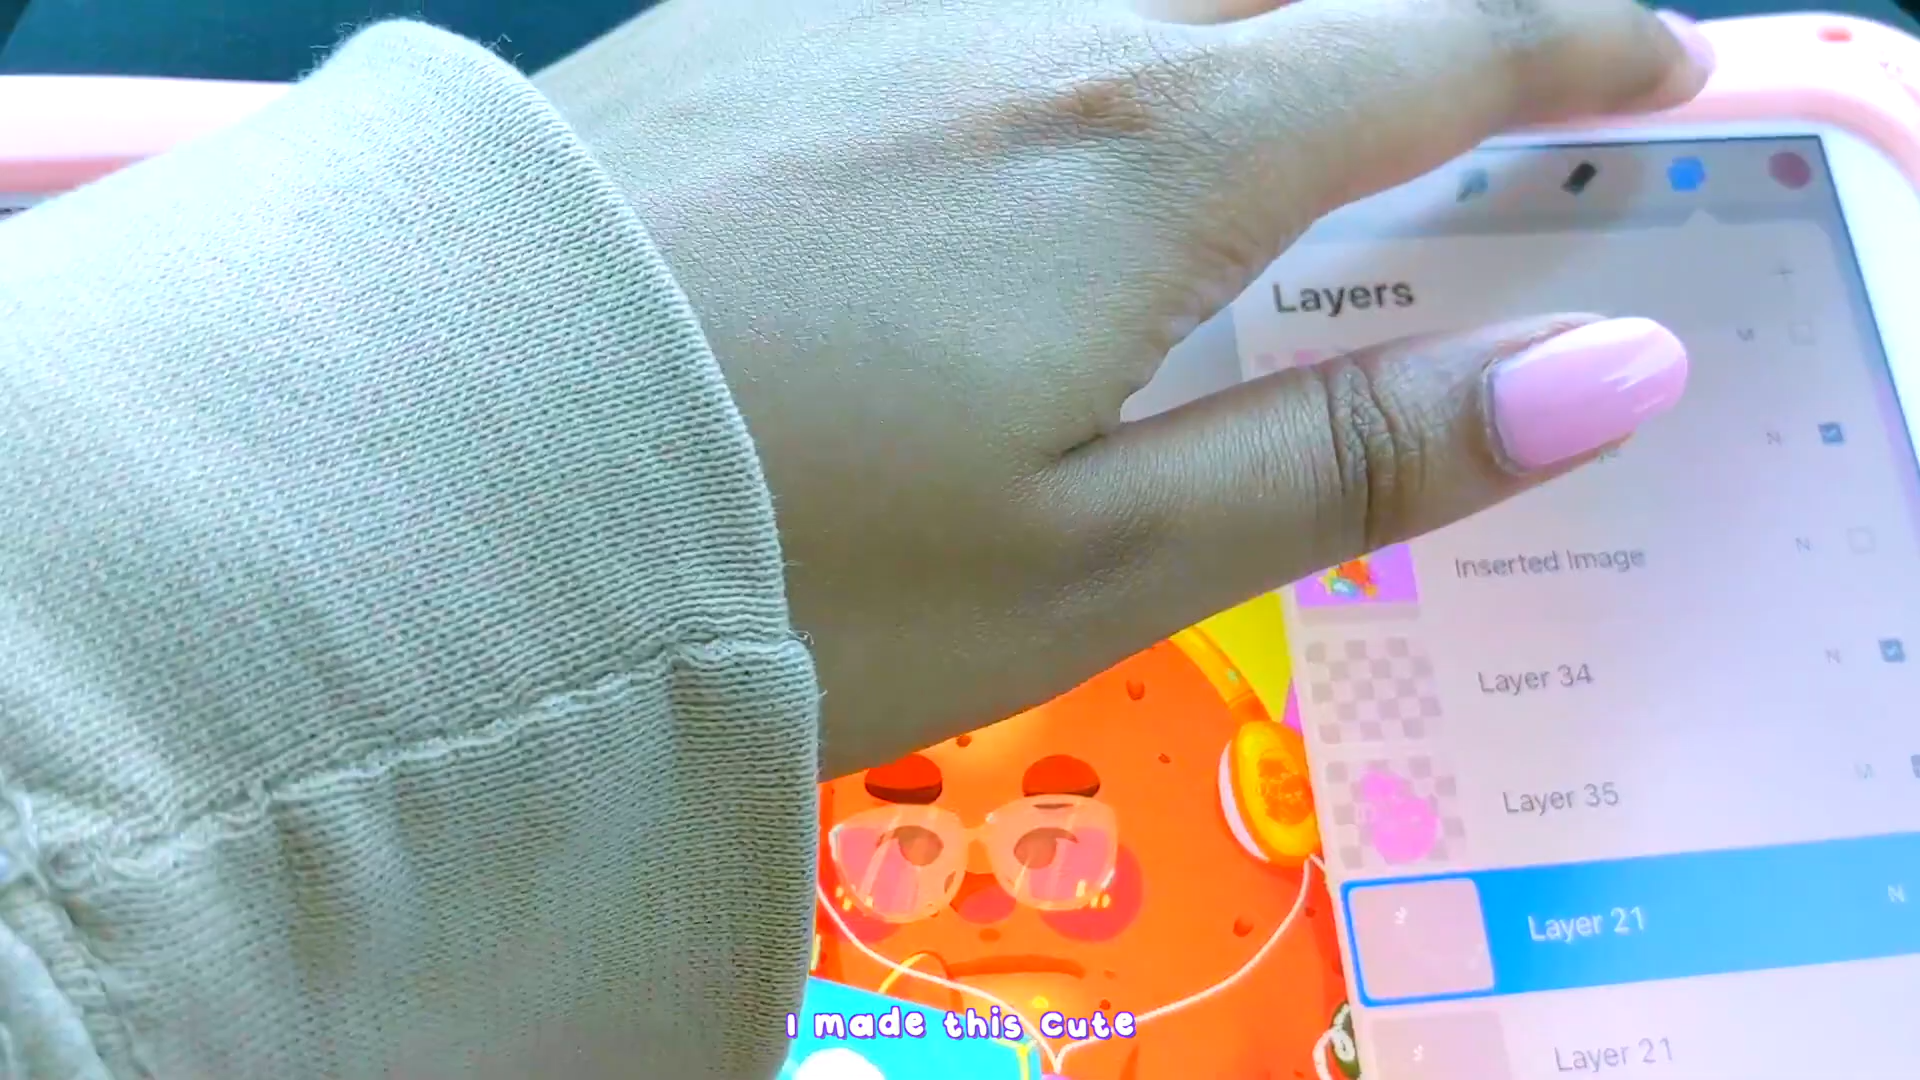 Layers
M
N
Inserted Image
N
Layer 34
N
Layer 35
M
Layer 21
N
Layer 21
I made this cute